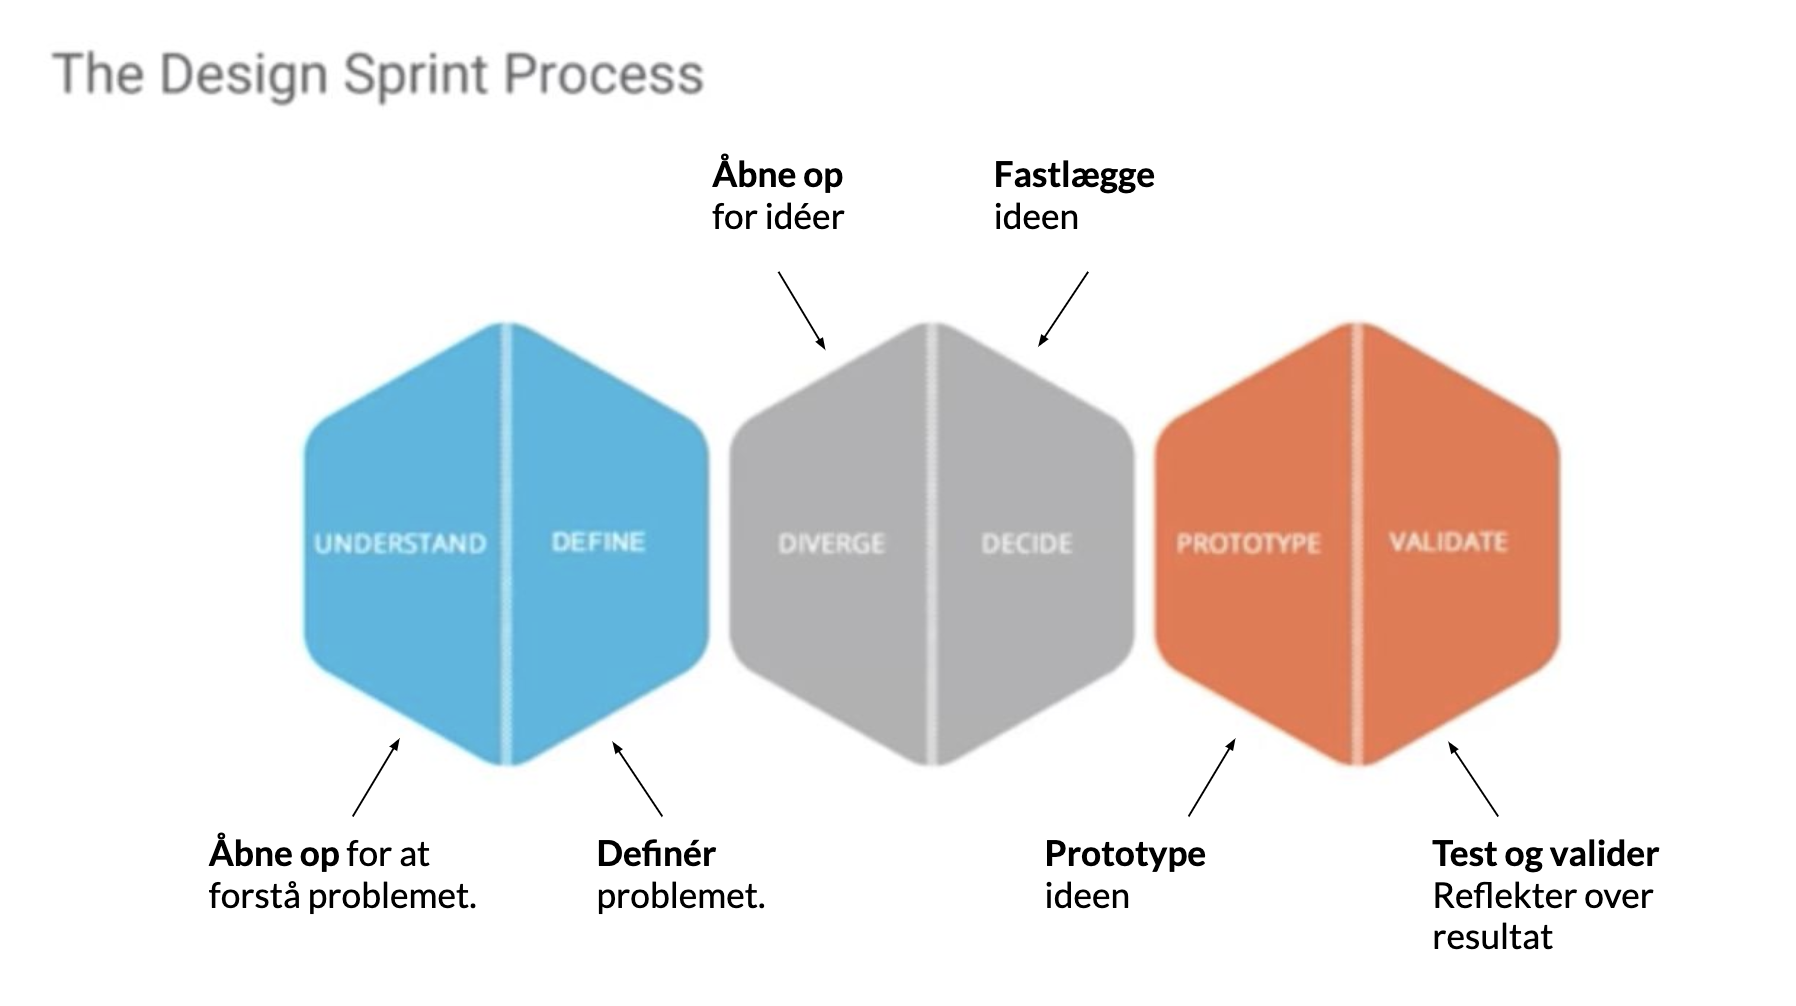 The Design Sprint Process
Åbne op
for idéer
Fastlægge
ideen
UNDERSTAND
DEFINE
DIVERGE
DECIDE
PROTOTYPE
VALIDATE
Åbne op for at
forstå problemet.
Definér
problemet.
Prototype
ideen
Test og valider
Reflekter over
resultat